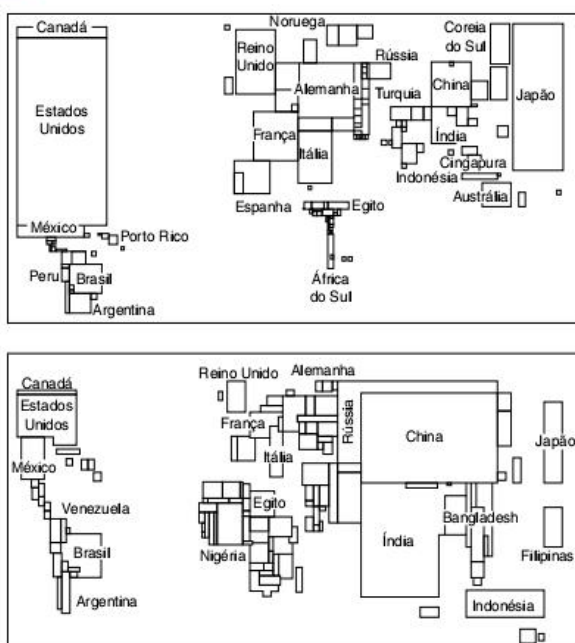 Canadá
Estados
Unidos
México
Porto Rico
Peru
Brasil
Argentina
Noruega
Reino
Unido
Alemanha
Rússia
Turquia
França
Itália
Espanha
Egito
África
do Sul
Coreia
do Sul
China
Japão
Índia
Cingapura
Indonésia
Austrália
Canadá
Estados
Unidos
México
Venezuela
Brasil
Argentina
Reino Unido
Alemanha
França
Itália
Rússia
China
Japão
Egito
Nigéria
Bangladesh
Índia
Filipinas
Indonésia